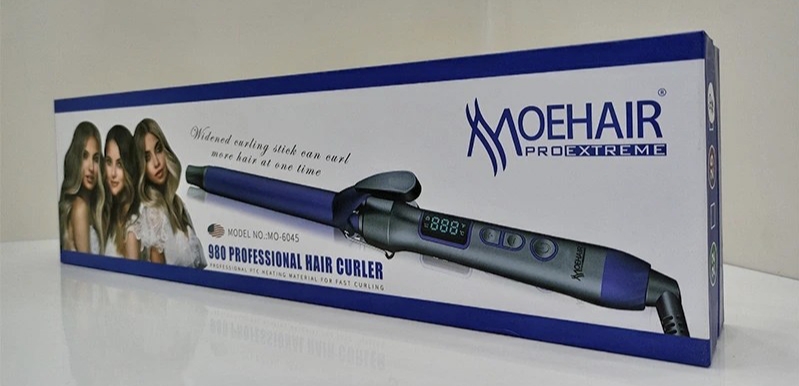 Widened curling stick can curl
more hair at one time
MOEHAIR®
PROEXTREME
888
MODEL NO.:MO-6045
980 PROFESSIONAL HAIR CURLER
PROFESSIONAL PTC HEATING MATERIAL FOR FAST CURLING
MOEHAIR